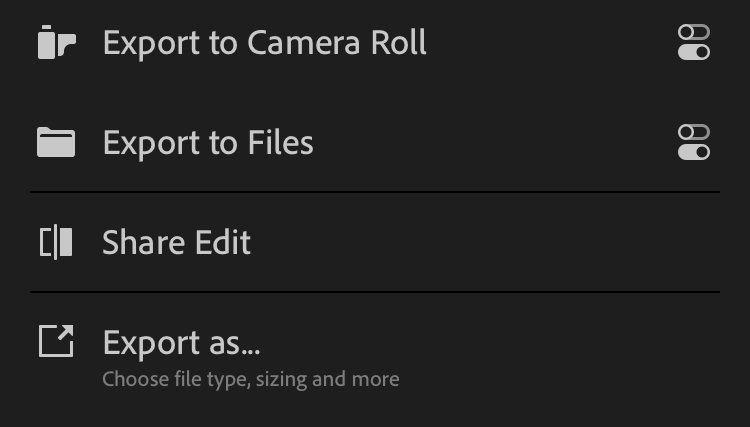 Export to Camera Roll
Export to Files
Share Edit
Export as...
Choose file type, sizing and more